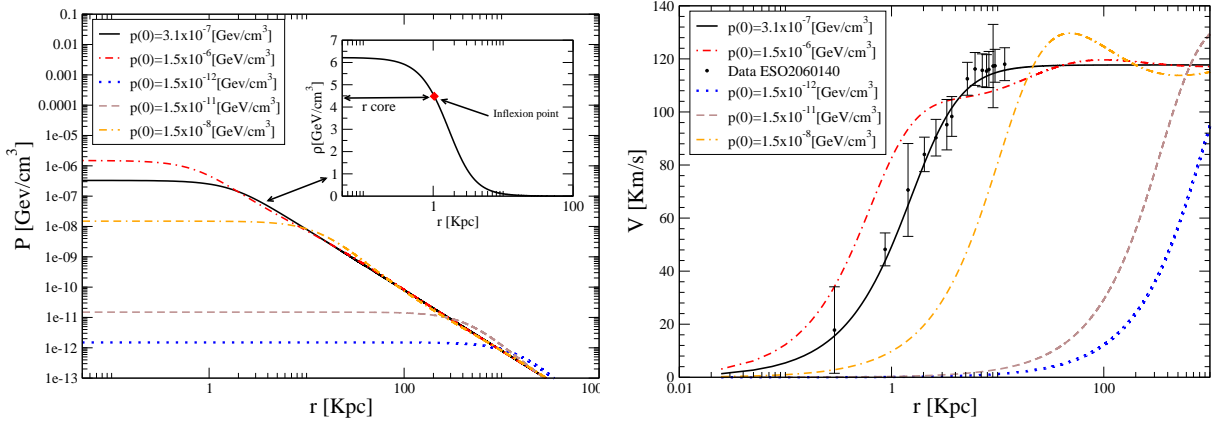 0.1
0.01
0.001
0.0001
1e-05
1e-06
1e-07
1e-08
1e-09
1e-10
1e-11
1e-12
1e-13
P [Gev/cm³]
1
100
r [Kpc]
p(0)=3.1x10⁻⁷[Gev/cm³]
p(0)=1.5x10⁻⁶[GeV/cm³]
p(0)=1.5x10⁻¹²[GeV/cm³]
p(0)=1.5x10⁻¹¹[GeV/cm³]
p(0)=1.5x10⁻⁸[GeV/cm³]
7
6
5
4
3
2
1
0
ρ[GeV/cm³]
r core
Inflexion point
1
100
r [Kpc]
140
120
100
80
60
40
20
0
V [Km/s]
0.01
1
100
r [Kpc]
p(0)=3.1x10⁻⁷[Gev/cm³]
p(0)=1.5x10⁻⁶[GeV/cm³]
Data ESO2060140
p(0)=1.5x10⁻¹²[GeV/cm³]
p(0)=1.5x10⁻¹¹[GeV/cm³]
p(0)=1.5x10⁻⁸[GeV/cm³]